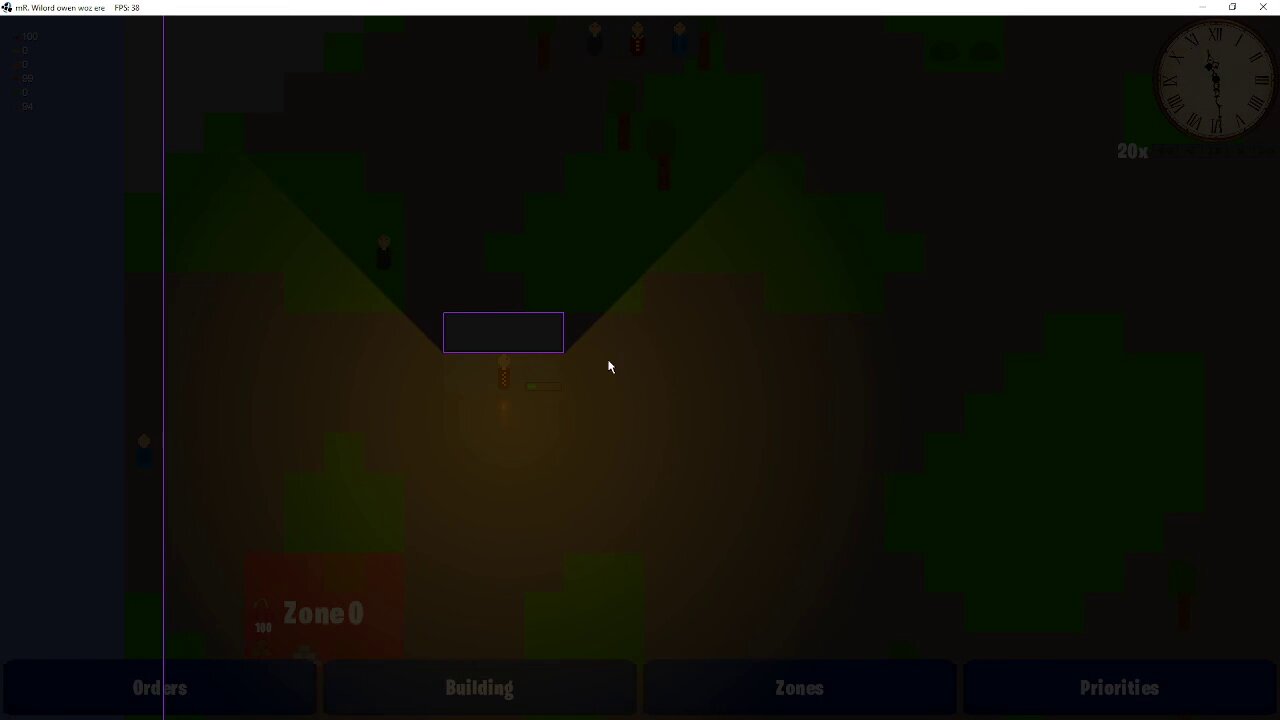 mR. Wilord owen woz ere FPS: 38
100
0
0
99
0
94
XII
20x
Zone 0
100
Orders
Building
Zones
Priorities